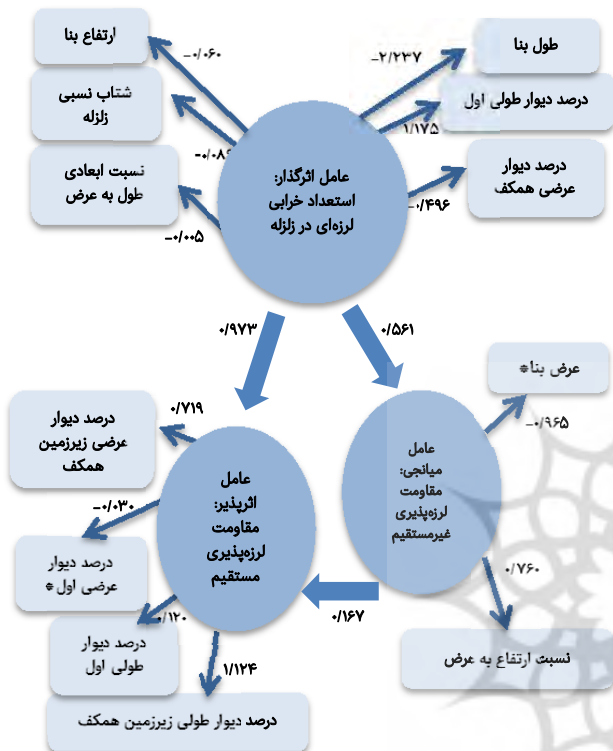 ارتفاع بنا
-۰/۰۶۰
شتاب نسبی
زلزله
-۰/۰۸
نسبت ابعادی
طول به عرض
-۰/۰۰۵
طول بنا
-۲/۲۳۷
درصد دیوار طولی اول
۱/۱۷۵
درصد دیوار
عرضی همکف
-۰/۴۹۶
عامل اثرگذار:
استعداد خرابی
لرزه‌ای در زلزله
۰/۹۷۳
۰/۵۶۱
عرض بنا*
-۰/۹۶۵
عامل
میانجی:
مقاومت
لرزه‌پذیری
غیرمستقیم
۰/۷۶۰
نسبت ارتفاع به عرض
۰/۱۶۷
عامل
اثرپذیر:
مقاومت
لرزه‌پذیری
مستقیم
۰/۷۱۹
درصد دیوار
عرضی زیرزمین
همکف
-۰/۰۳۰
درصد دیوار
عرضی اول*
۰/۱۲۰
درصد دیوار
طولی اول
۱/۱۲۴
درصد دیوار طولی زیرزمین همکف